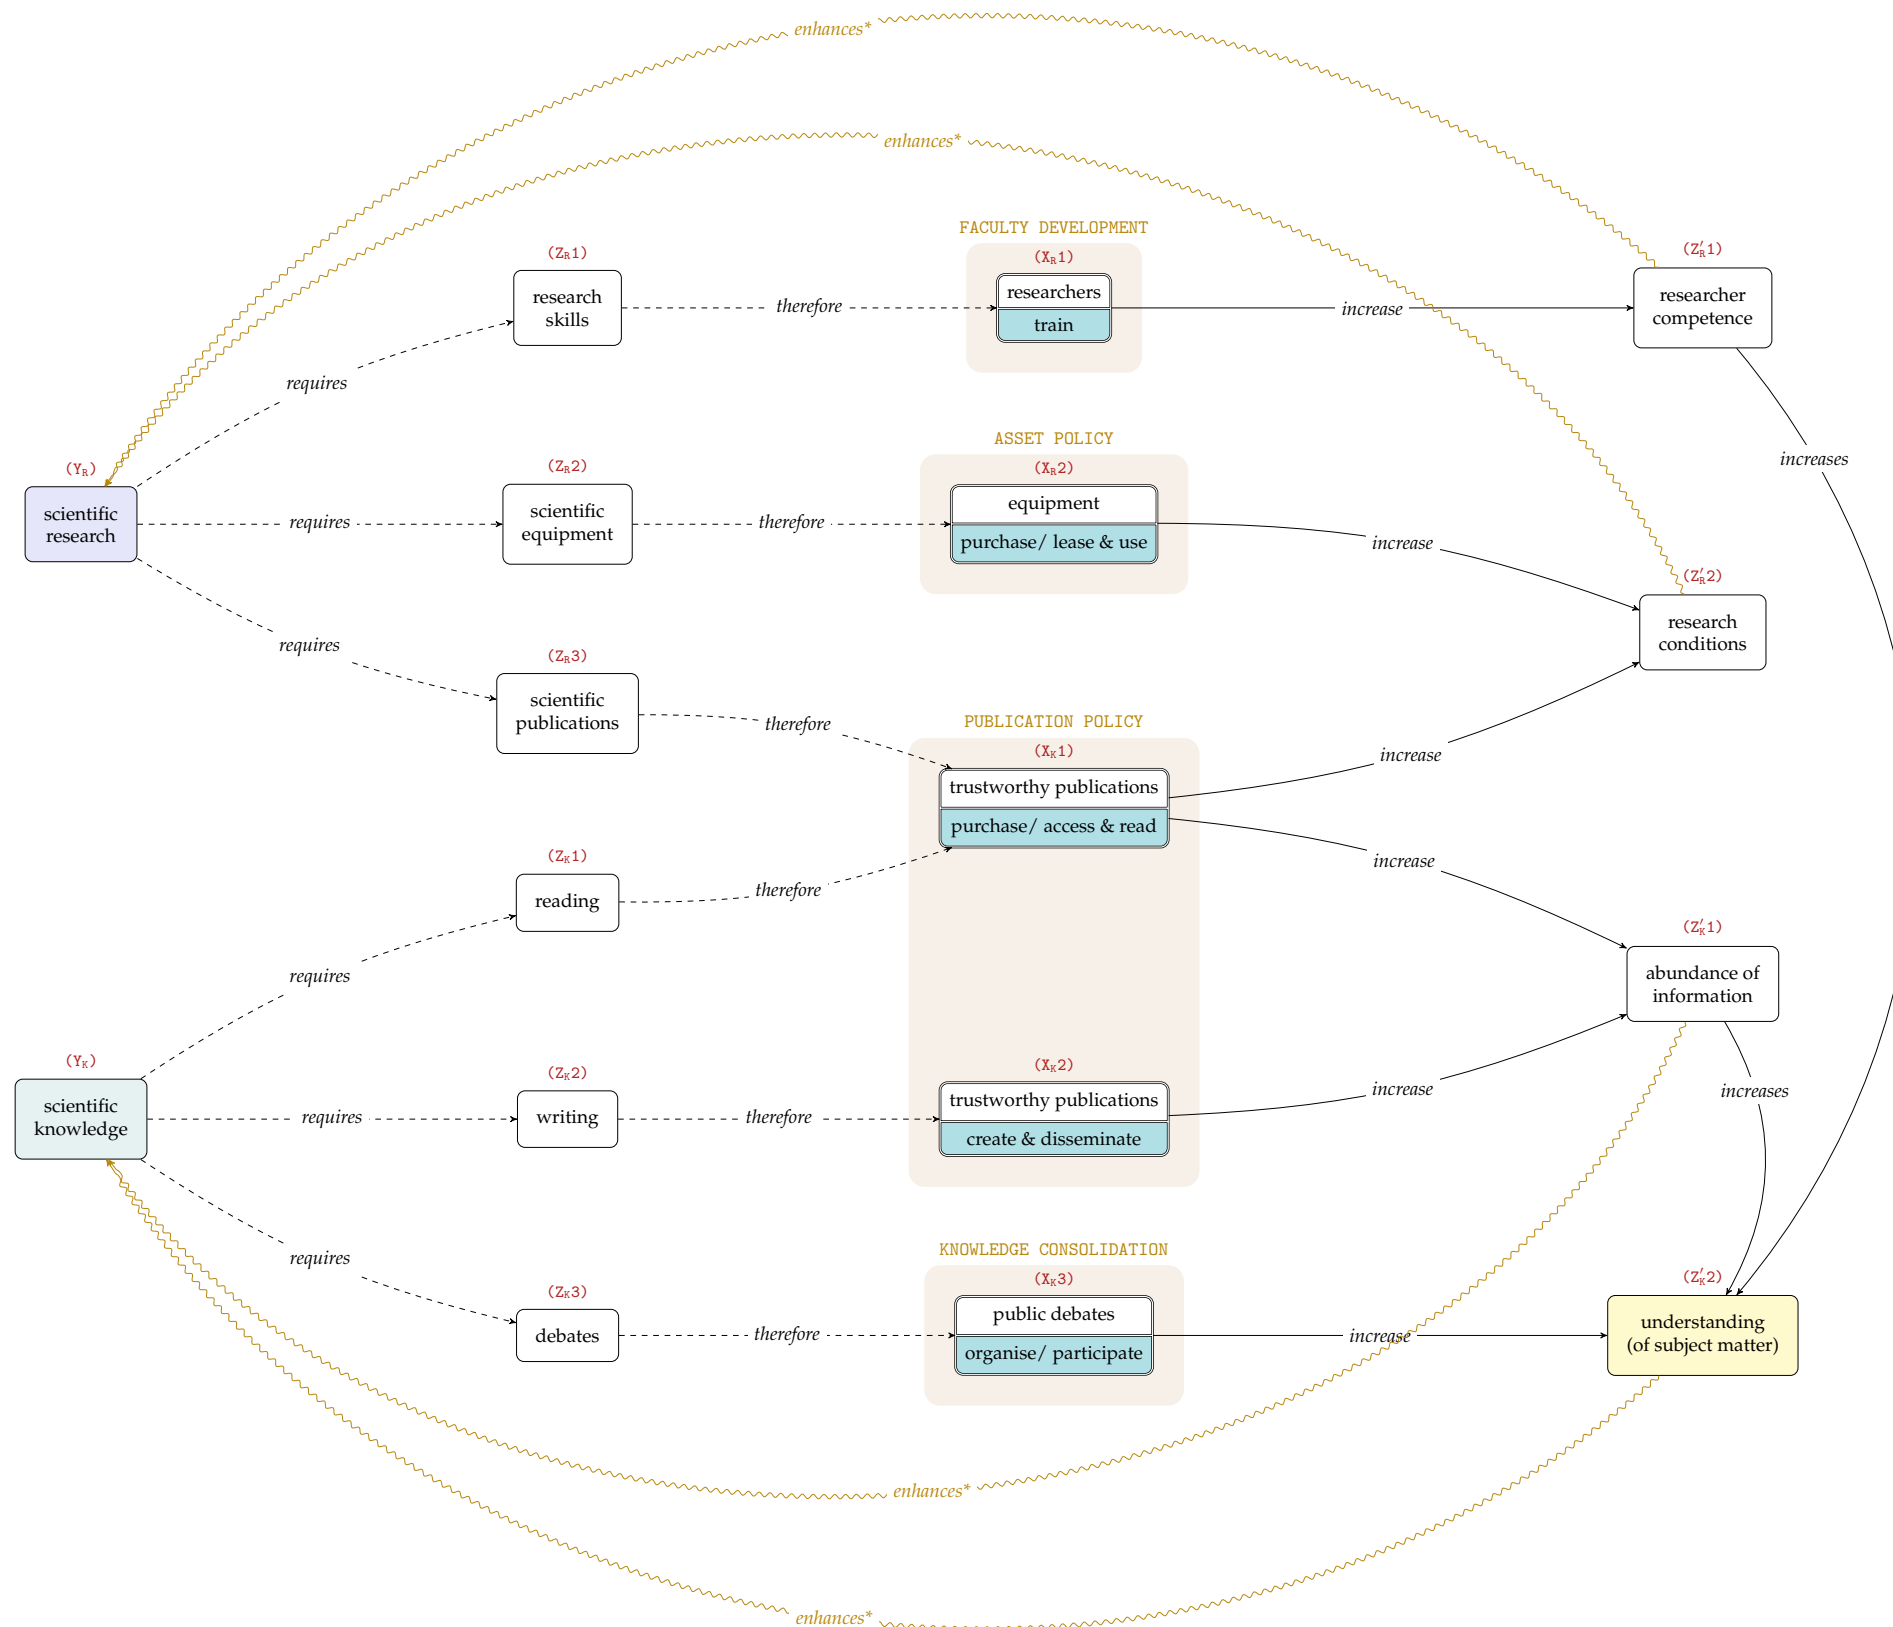 enhances*
enhances*
FACULTY DEVELOPMENT
(Z_R1)
(X_R1)
(Z′_R1)
research
skills
therefore
researchers
train
increase
researcher
competence
requires
ASSET POLICY
increases
(Y_R)
(Z_R2)
(X_R2)
scientific
research
requires
scientific
equipment
therefore
equipment
purchase/ lease & use
increase
(Z′_R2)
research
conditions
requires
(Z_R3)
scientific
publications
therefore
PUBLICATION POLICY
(X_K1)
trustworthy publications
purchase/ access & read
increase
increase
(Z_K1)
reading
therefore
(Z′_K1)
abundance of
information
requires
(Y_K)
scientific
knowledge
(Z_K2)
requires
writing
therefore
(X_K2)
trustworthy publications
create & disseminate
increase
increases
requires
KNOWLEDGE CONSOLIDATION
(Z_K3)
debates
therefore
(X_K3)
public debates
organise/ participate
increase
(Z′_K2)
understanding
(of subject matter)
enhances*
enhances*